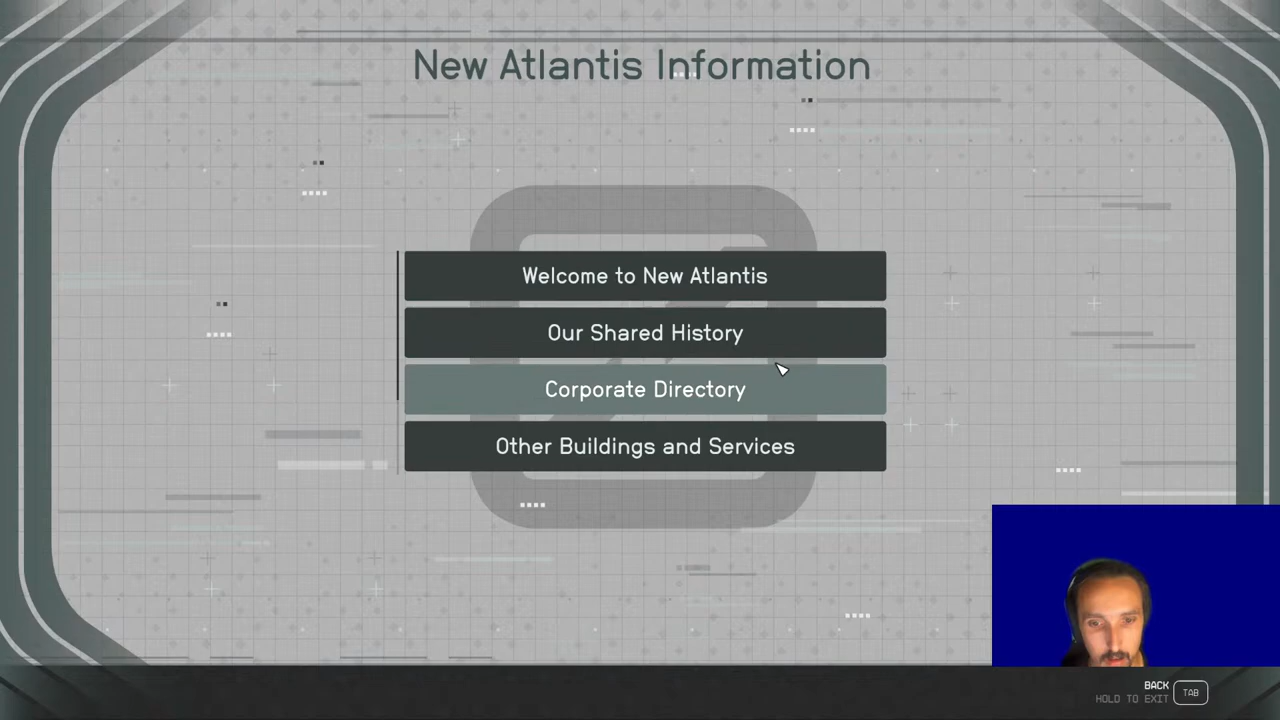 New Atlantis Information
Welcome to New Atlantis
Our Shared History
Corporate Directory
Other Buildings and Services
BACK
HOLD TO EXIT
TAB